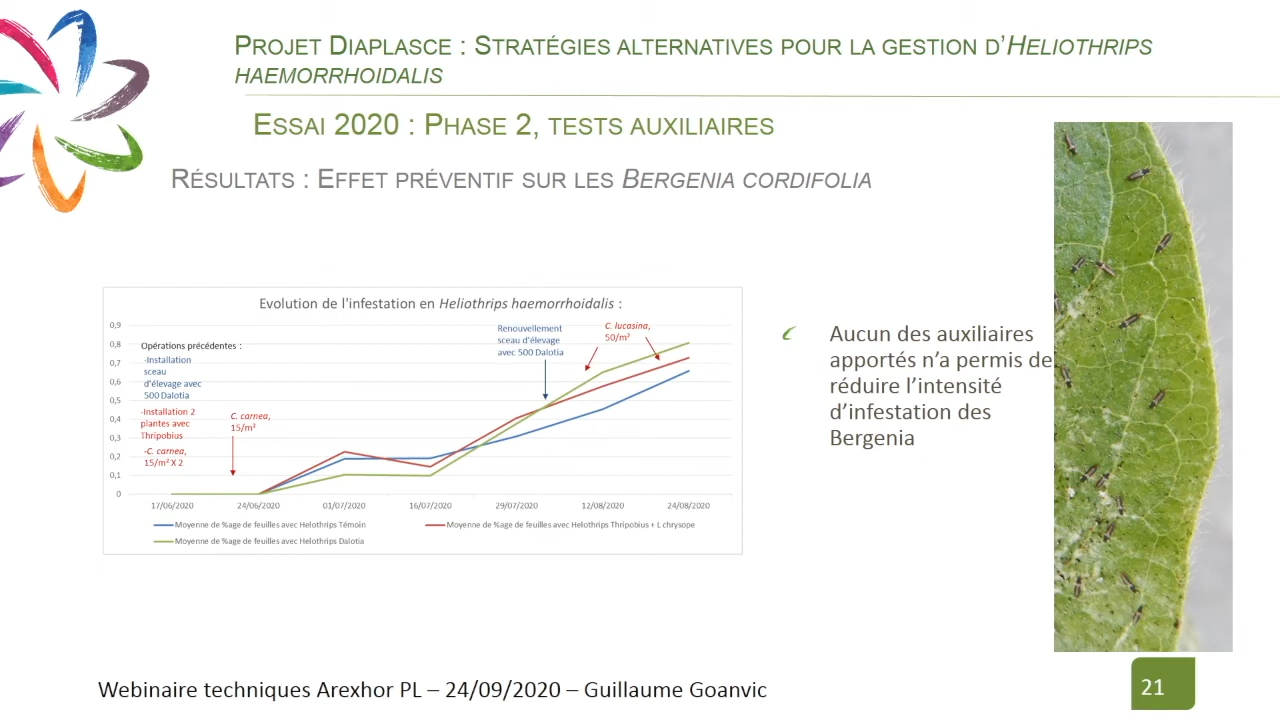 PROJET DIAPLASCE : STRATÉGIES ALTERNATIVES POUR LA GESTION D'HELIOTHRIPS
HAEMORRHOIDALIS
ESSAI 2020 : PHASE 2, TESTS AUXILIAIRES
RÉSULTATS : EFFET PRÉVENTIF SUR LES BERGENIA CORDIFOLIA
Evolution de l'infestation en Heliothrips haemorrhoidalis :
0,9
0,8
0,7
0,6
0,5
0,4
0,3
0,2
0,1
0
Opérations précédentes :
-Installation
sceau
d'élevage avec
500 Dalotia
-Installation 2
plantes avec
Thripobius
-C. carnea,
15/m² X 2
C. carnea,
15/m²
Renouvellement
sceau d'élevage
avec 500 Dalotia
C. lucasina,
50/m²
17/06/2020 24/06/2020 01/07/2020 16/07/2020 29/07/2020 12/08/2020 24/08/2020
Moyenne de %age de feuilles avec Helothrips Témoin
Moyenne de %age de feuilles avec Helothrips Thripobius + L chrysope
Moyenne de %age de feuilles avec Helothrips Dalotia
Aucun des auxiliaires
apportés n'a permis de
réduire l'intensité
d'infestation des
Bergenia
Webinaire techniques Arexhor PL – 24/09/2020 – Guillaume Goanvic
21